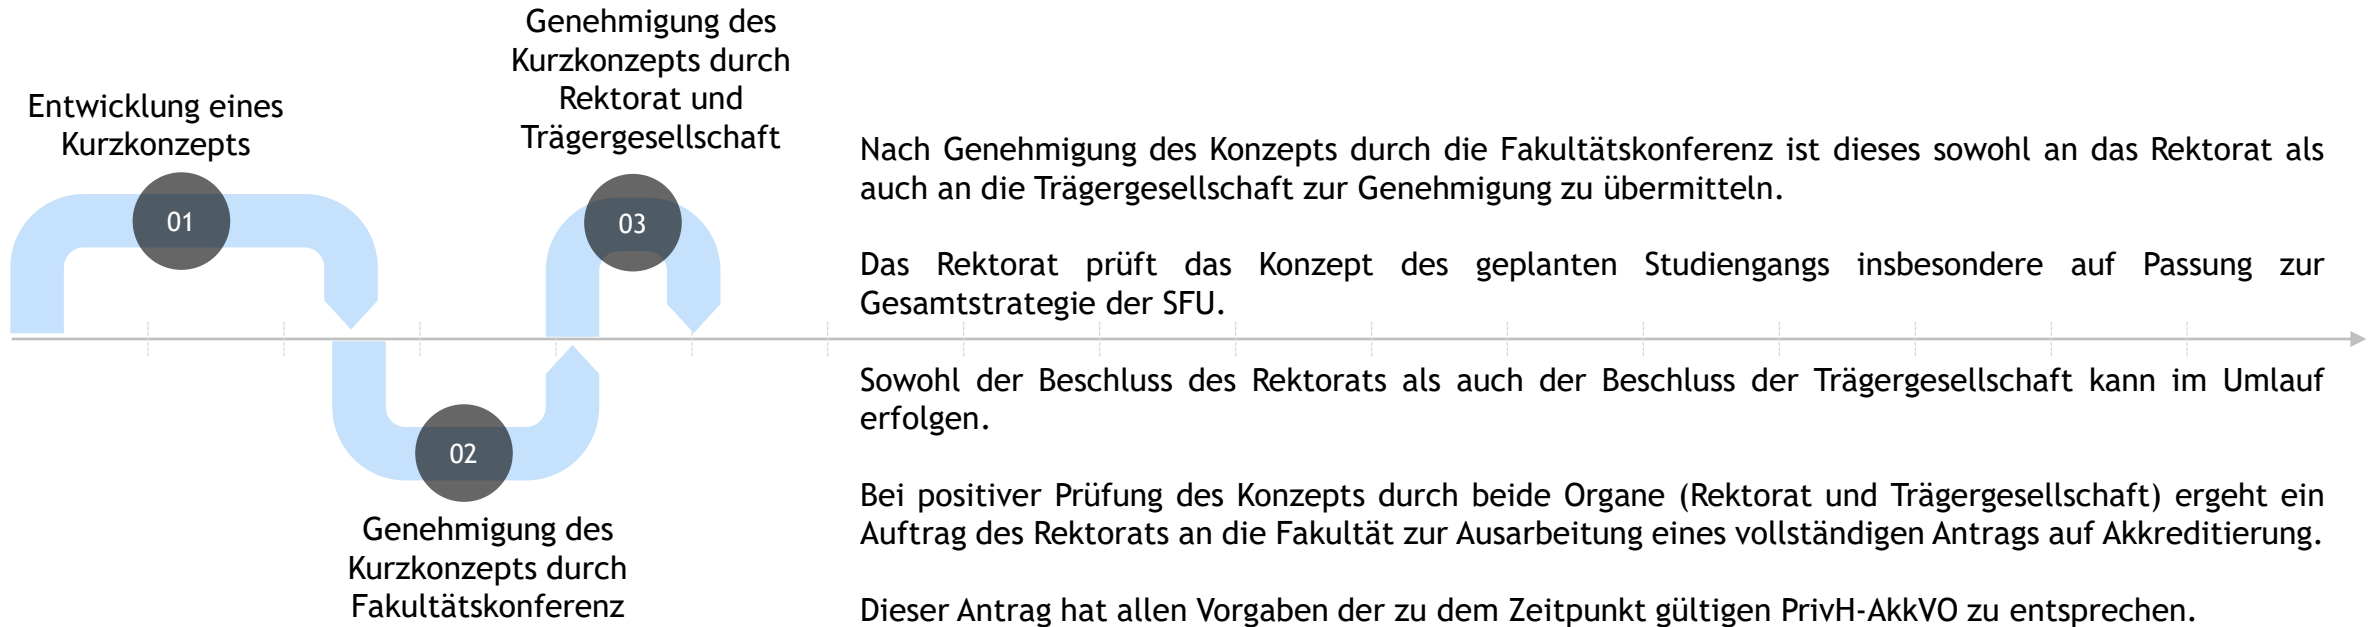 Entwicklung eines
Kurzkonzepts
01
Genehmigung des
Kurzkonzepts durch
Fakultätskonferenz
02
Genehmigung des
Kurzkonzepts durch
Rektorat und
Trägergesellschaft
03
Nach Genehmigung des Konzepts durch die Fakultätskonferenz ist dieses sowohl an das Rektorat als
auch an die Trägergesellschaft zur Genehmigung zu übermitteln.
Das Rektorat prüft das Konzept des geplanten Studiengangs insbesondere auf Passung zur
Gesamtstrategie der SFU.
Sowohl der Beschluss des Rektorats als auch der Beschluss der Trägergesellschaft kann im Umlauf
erfolgen.
Bei positiver Prüfung des Konzepts durch beide Organe (Rektorat und Trägergesellschaft) ergeht ein
Auftrag des Rektorats an die Fakultät zur Ausarbeitung eines vollständigen Antrags auf Akkreditierung.
Dieser Antrag hat allen Vorgaben der zu dem Zeitpunkt gültigen PrivH-AkkVO zu entsprechen.